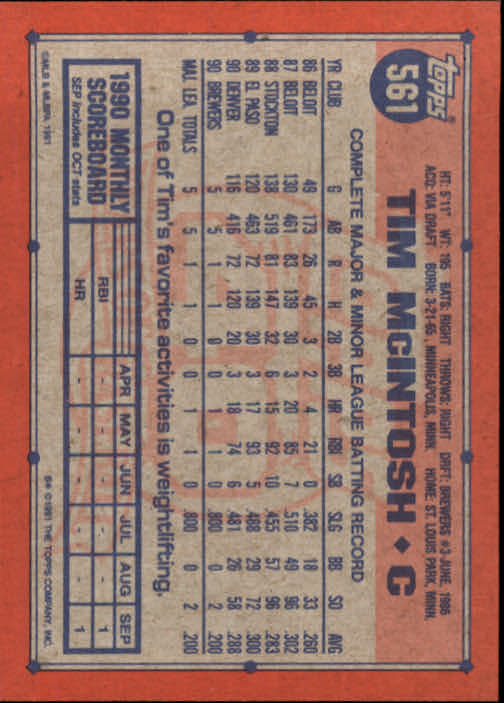 TOPPS
561
TIM McINTOSH ♦ C
HT: 5'11" WT: 195 BATS: RIGHT THROWS: RIGHT DRAFT: BREWERS #3-JUNE, 1986
ACQ: VIA DRAFT BORN: 3-21-65, MINNEAPOLIS, MINN. HOME: ST. LOUIS PARK, MINN.
COMPLETE MAJOR & MINOR LEAGUE BATTING RECORD
YR CLUB G AB R H 2B 3B HR RBI SB SLG BB SO AVG
86 BELOIT 49 173 26 45 3 2 4 21 0 .382 18 33 .260
87 BELOIT 130 461 83 139 30 3 20 85 7 .510 49 96 .302
88 STOCKTON 138 519 81 147 32 6 15 92 10 .455 57 96 .283
89 EL PASO 120 463 72 139 30 3 17 93 5 .488 29 72 .300
90 DENVER 116 416 72 120 20 3 18 74 6 .481 26 58 .288
90 BREWERS 5 5 1 1 0 0 1 1 0 .800 0 2 .200
MAJ. LEA. TOTALS 5 5 1 1 0 0 1 1 0 .800 0 2 .200
One of Tim's favorite activities is weightlifting.
1990 MONTHLY
SCOREBOARD
SEP includes OCT stats
APR MAY JUN JUL AUG SEP
RBI - - - - - 1
HR - - - - - 1
©MLB & MLBPA 1991
B* ©1991 THE TOPPS COMPANY, INC.